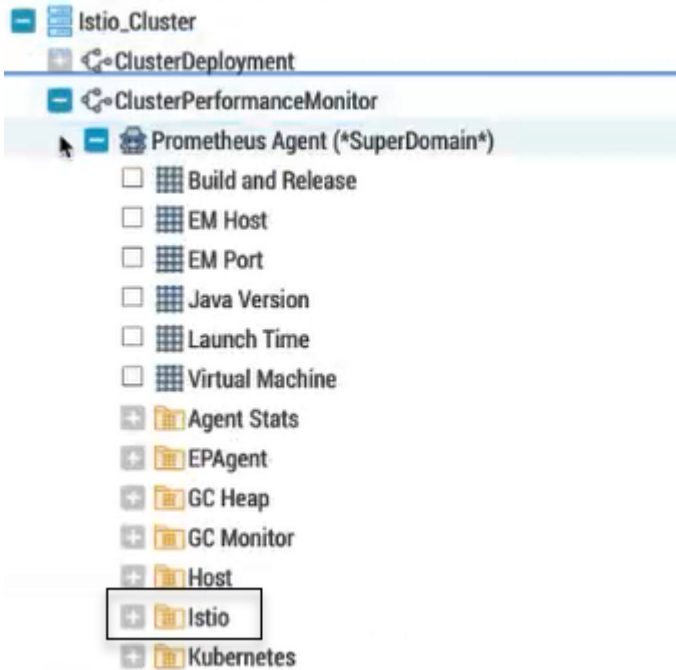 Istio_Cluster
ClusterDeployment
ClusterPerformanceMonitor
Prometheus Agent (*SuperDomain*)
Build and Release
EM Host
EM Port
Java Version
Launch Time
Virtual Machine
Agent Stats
EPAgent
GC Heap
GC Monitor
Host
Istio
Kubernetes